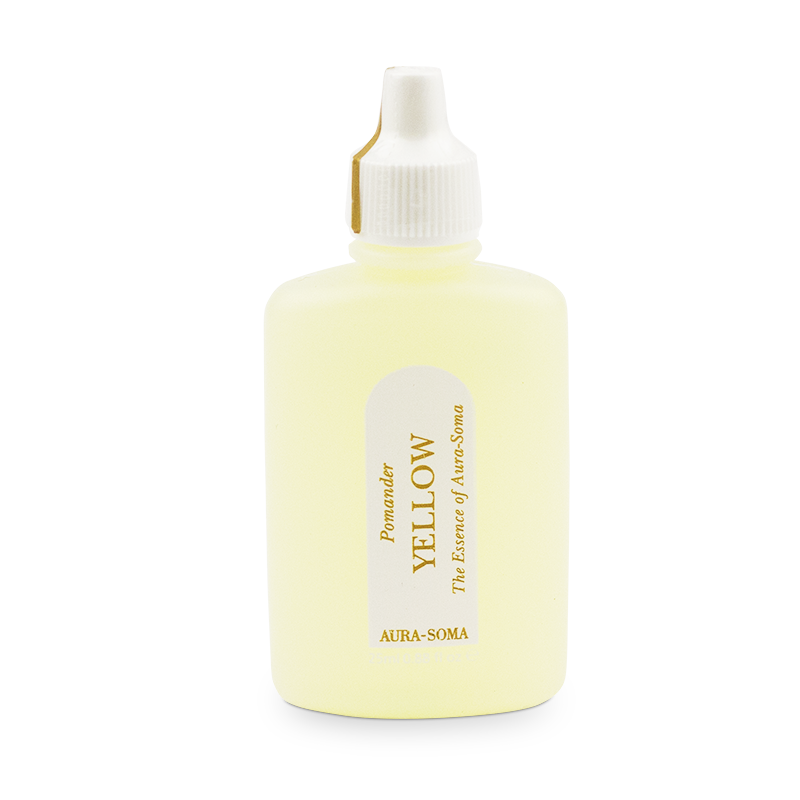 Pomander
YELLOW
The Essence of Aura-Soma
AURA-SOMA